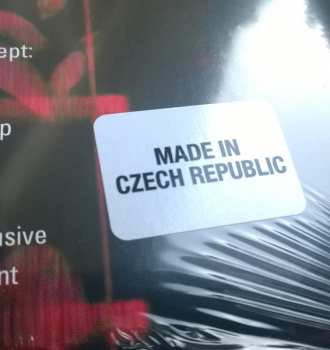 ept:
p
MADE IN
CZECH REPUBLIC
usive
nt